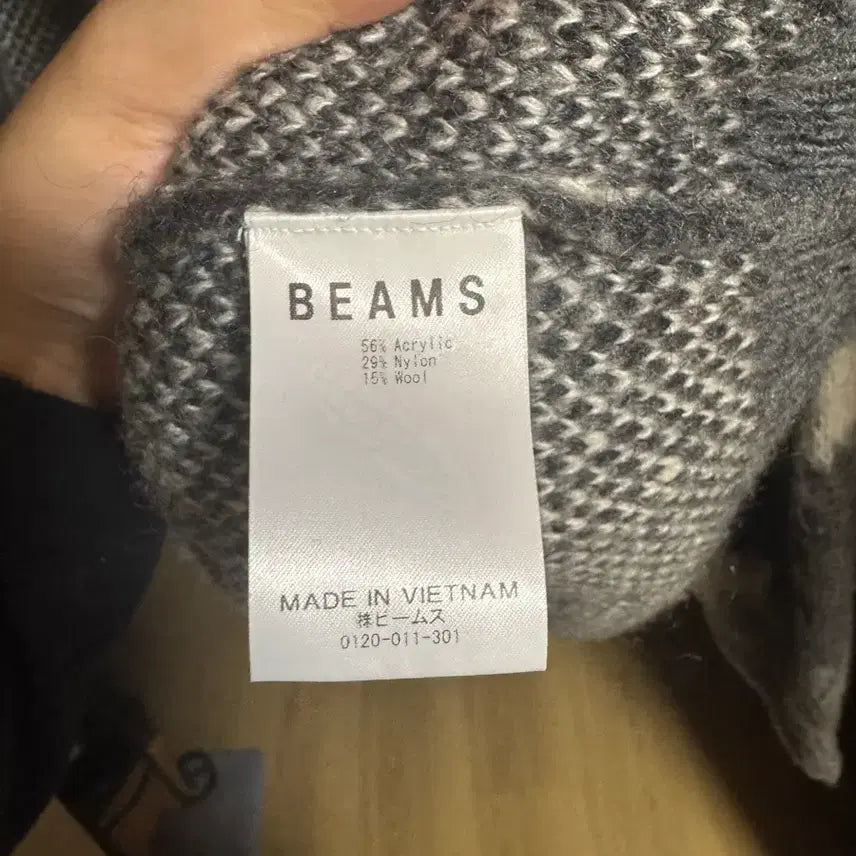 BEAMS
56% Acrylic
29% Nylon
15% Wool
MADE IN VIETNAM
㈱ビームス
0120-011-301